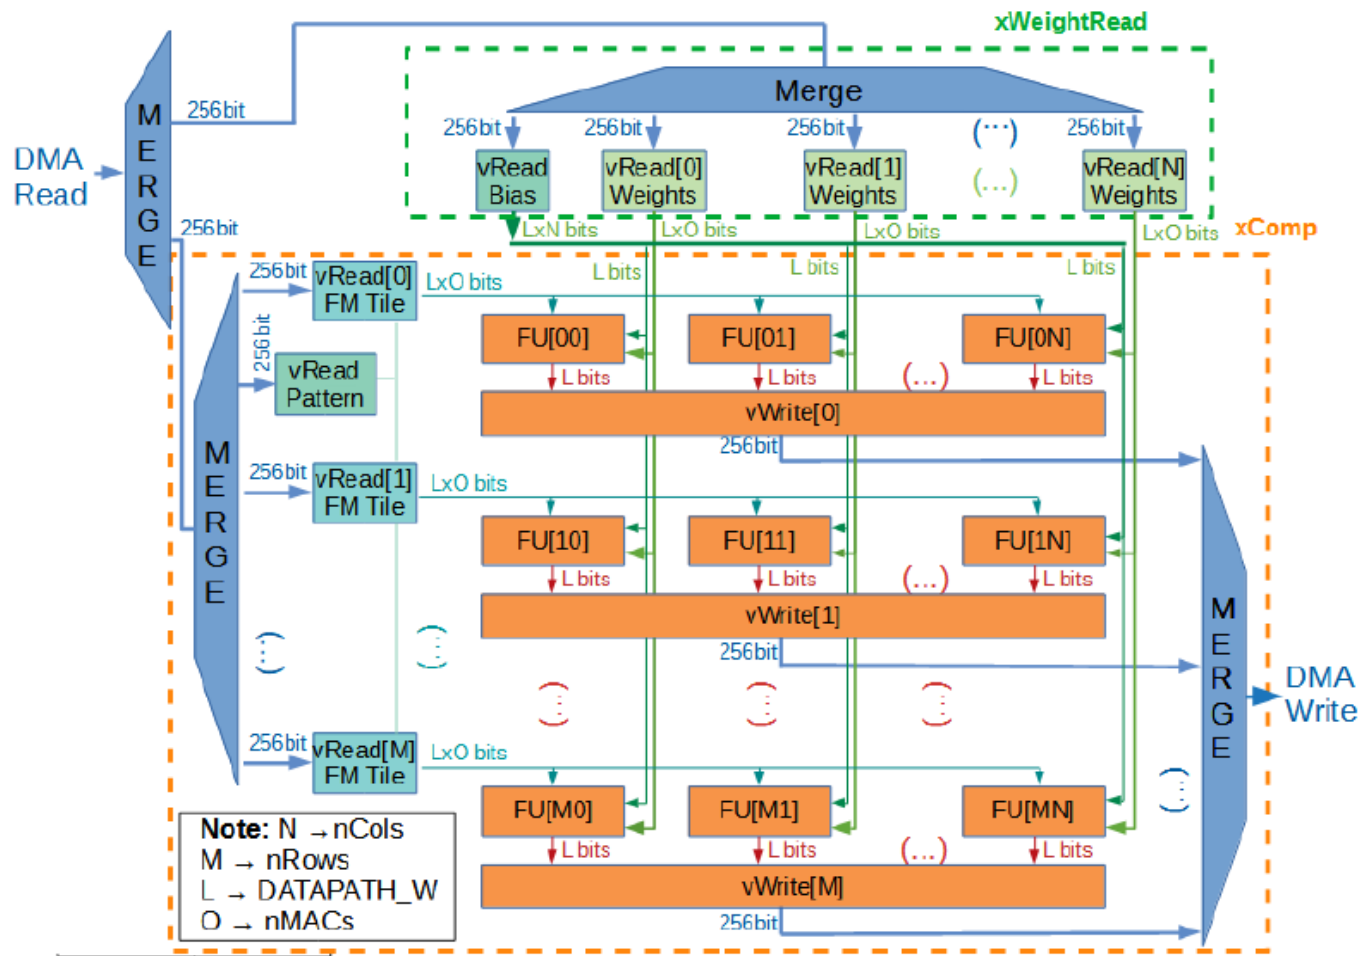 xWeightRead
MERGE
256bit
Merge
DMA
Read
256bit
256bit
256bit
(...)
256bit
vRead
Bias
vRead[0]
Weights
vRead[1]
Weights
(...)
vRead[N]
Weights
256bit
LxN bits
LxO bits
LxO bits
LxO bits
xComp
256bit
vRead[0]
FM Tile
LxO bits
L bits
L bits
L bits
256bit
FU[00]
FU[01]
FU[0N]
vRead
Pattern
L bits
L bits
(...)
L bits
vWrite[0]
256bit
MERGE
256bit
vRead[1]
FM Tile
LxO bits
FU[10]
FU[11]
FU[1N]
L bits
L bits
(...)
L bits
vWrite[1]
256bit
(...)
(...)
(...)
(...)
(...)
MERGE
DMA
Write
256bit
vRead[M]
FM Tile
LxO bits
(...)
FU[M0]
FU[M1]
FU[MN]
L bits
L bits
(...)
L bits
vWrite[M]
256bit
Note: N →nCols
M → nRows
L → DATAPATH_W
O → nMACs